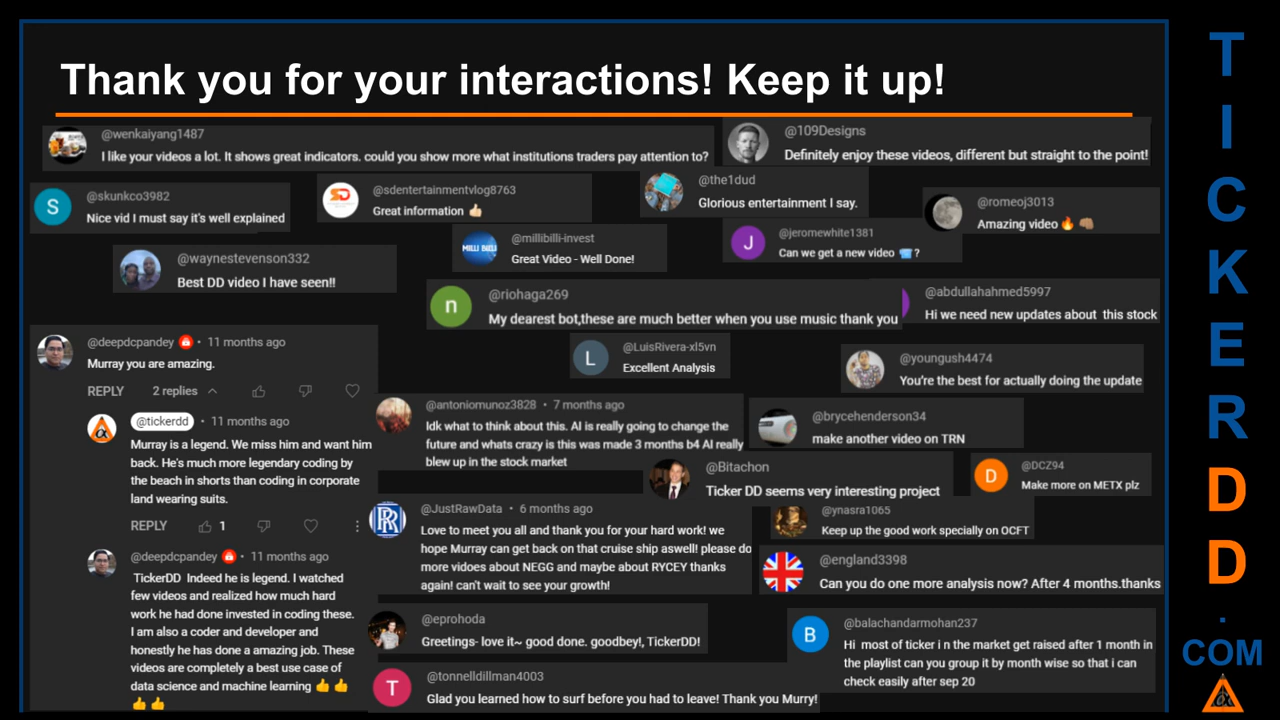 Thank you for your interactions! Keep it up!
@wenkaiyang1487
I like your videos a lot. It shows great indicators. could you show more what institutions traders pay attention to?
@109Designs
Definitely enjoy these videos, different but straight to the point!
S
@skunkco3982
Nice vid I must say it's well explained
@sdentertainmentvlog8763
Great information 👍🏻
@the1dud
Glorious entertainment I say.
@romeoj3013
Amazing video 🔥 👊🏽
@waynestevenson332
Best DD video I have seen!!
MILLI BILLI
@millibilli-invest
Great Video - Well Done!
J
@jeromewhite1381
Can we get a new video ?
n
@riohaga269
My dearest bot,these are much better when you use music thank you
@abdullahahmed5997
Hi we need new updates about this stock
L
@LuisRivera-xl5vn
Excellent Analysis
@youngush4474
You're the best for actually doing the update
@deepdcpandey • 11 months ago
Murray you are amazing.
REPLY 2 replies
@tickerdd • 11 months ago
Murray is a legend. We miss him and want him
back. He's much more legendary coding by
the beach in shorts than coding in corporate
land wearing suits.
REPLY 1
@deepdcpandey • 11 months ago
TickerDD Indeed he is legend. I watched
few videos and realized how much hard
work he had done invested in coding these.
I am also a coder and developer and
honestly he has done a amazing job. These
videos are completely a best use case of
data science and machine learning 👍 👍
👍 👍
@antoniomunoz3828 • 7 months ago
Idk what to think about this. AI is really going to change the
future and whats crazy is this was made 3 months b4 AI really
blew up in the stock market
@brycehenderson34
make another video on TRN
@Bitachon
Ticker DD seems very interesting project
D
@DCZ94
Make more on METX plz
RR
@JustRawData • 6 months ago
Love to meet you all and thank you for your hard work! we
hope Murray can get back on that cruise ship aswell! please do
more vidoes about NEGG and maybe about RYCEY thanks
again! can't wait to see your growth!
@ynasra1065
Keep up the good work specially on OCFT
@england3398
Can you do one more analysis now? After 4 months.thanks
@eprohoda
Greetings- love it~ good done. goodbey!, TickerDD!
B
@balachandarmohan237
Hi most of ticker i n the market get raised after 1 month in
the playlist can you group it by month wise so that i can
check easily after sep 20
T
@tonnelldillman4003
Glad you learned how to surf before you had to leave! Thank you Murry!
T
I
C
K
E
R
D
D
.
COM